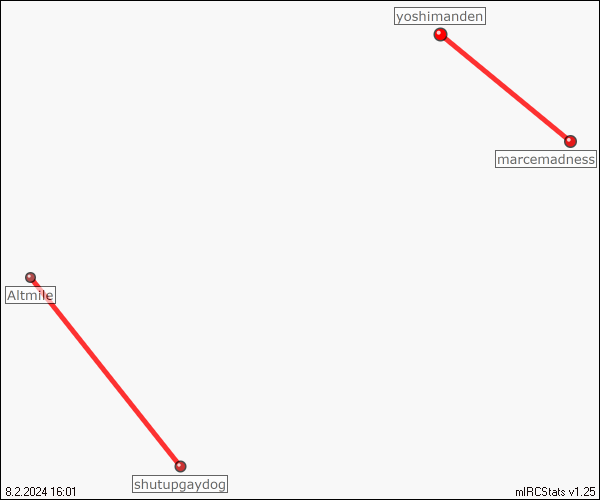 yoshimanden
marcemadness
Altmile
shutupgaydog
8.2.2024 16:01
mIRCStats v1.25